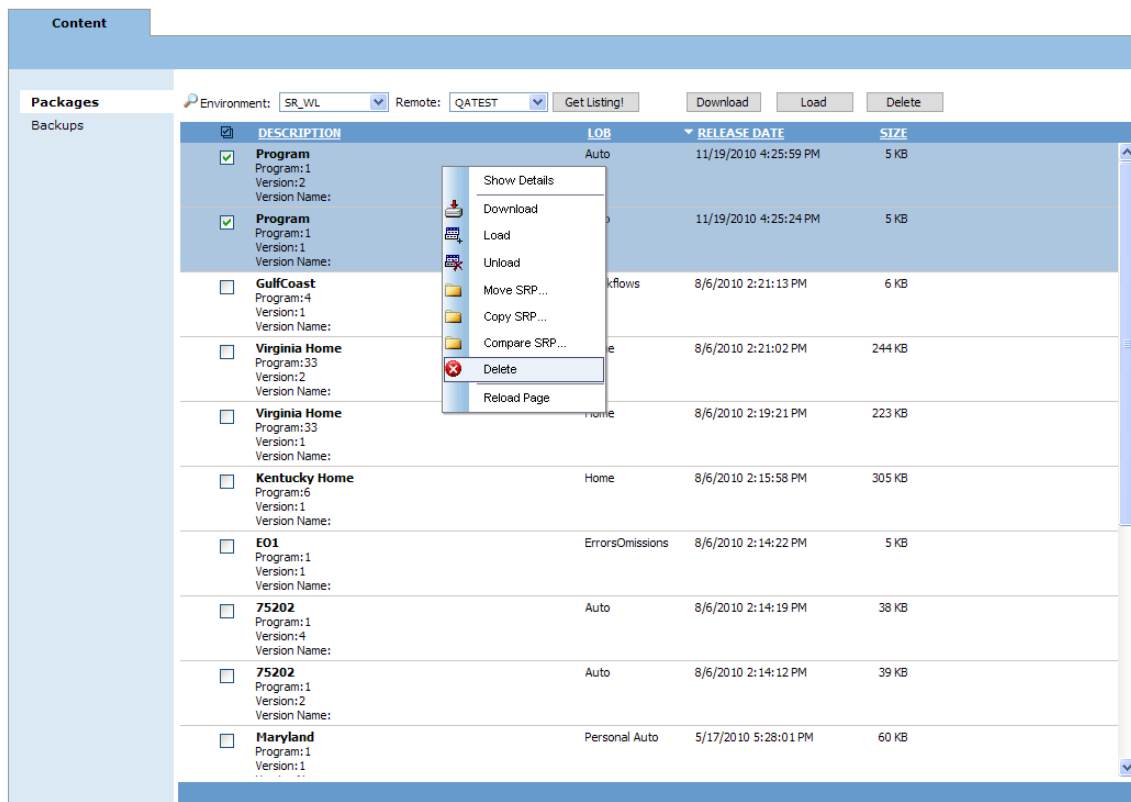 Content
Packages
Backups
Environment: SR_WL Remote: QATEST Get Listing! Download Load Delete
DESCRIPTION LOB RELEASE DATE SIZE
Program Auto 11/19/2010 4:25:59 PM 5 KB
Program:1
Version:2
Version Name:
Program 11/19/2010 4:25:24 PM 5 KB
Program:1
Version:1
Version Name:
GulfCoast kflows 8/6/2010 2:21:13 PM 6 KB
Program:4
Version:1
Version Name:
Virginia Home 8/6/2010 2:21:02 PM 244 KB
Program:33
Version:2
Version Name:
Virginia Home Home 8/6/2010 2:19:21 PM 223 KB
Program:33
Version:1
Version Name:
Kentucky Home Home 8/6/2010 2:15:58 PM 305 KB
Program:6
Version:1
Version Name:
EO1 ErrorsOmissions 8/6/2010 2:14:22 PM 5 KB
Program:1
Version:1
Version Name:
75202 Auto 8/6/2010 2:14:19 PM 38 KB
Program:1
Version:4
Version Name:
75202 Auto 8/6/2010 2:14:12 PM 39 KB
Program:1
Version:2
Version Name:
Maryland Personal Auto 5/17/2010 5:28:01 PM 60 KB
Program:1
Version:1
Show Details
Download
Load
Unload
Move SRP...
Copy SRP...
Compare SRP...
Delete
Reload Page